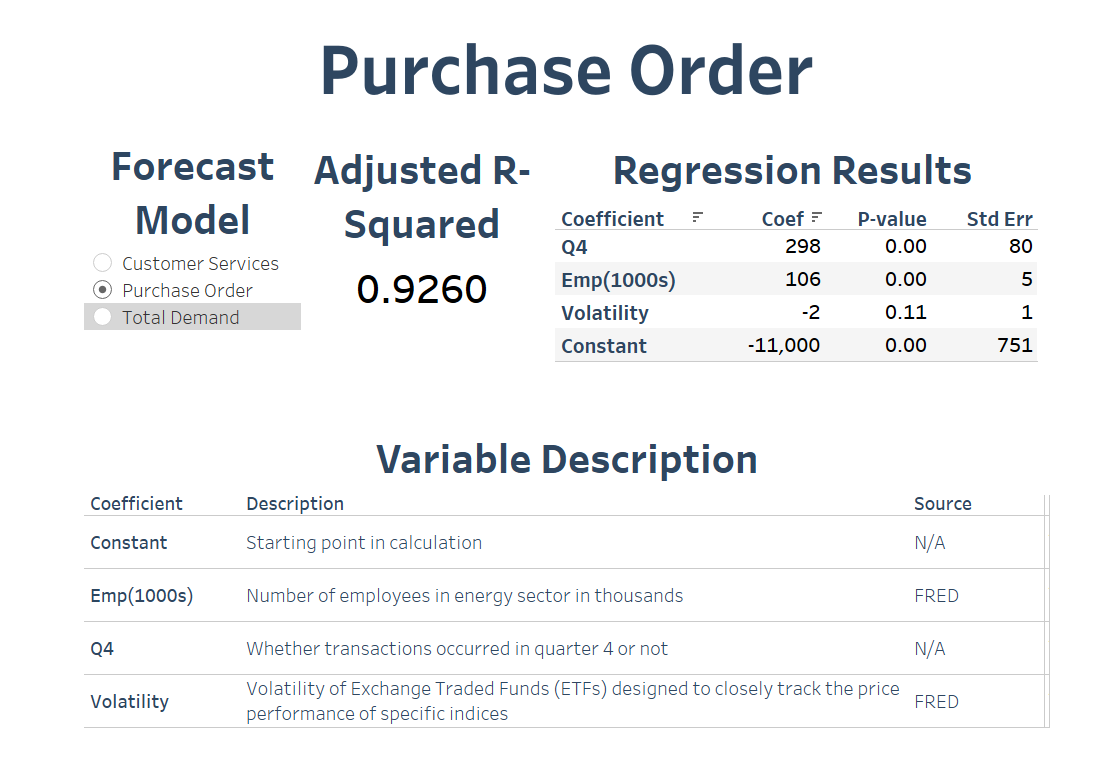 Purchase Order
Forecast
Model
Customer Services
Purchase Order
Total Demand
Adjusted R-
Squared
0.9260
Regression Results
Coefficient Coef P-value Std Err
Q4 298 0.00 80
Emp(1000s) 106 0.00 5
Volatility -2 0.11 1
Constant -11,000 0.00 751
Variable Description
Coefficient Description Source
Constant Starting point in calculation N/A
Emp(1000s) Number of employees in energy sector in thousands FRED
Q4 Whether transactions occurred in quarter 4 or not N/A
Volatility Volatility of Exchange Traded Funds (ETFs) designed to closely track the price FRED
performance of specific indices